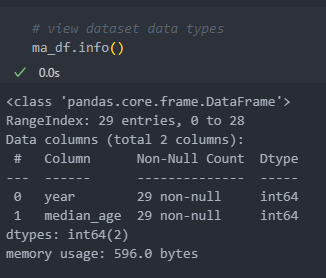 # view dataset data types
ma_df.info()
✓ 0.0s
<class 'pandas.core.frame.DataFrame'>
RangeIndex: 29 entries, 0 to 28
Data columns (total 2 columns):
 #   Column      Non-Null Count  Dtype
---  ------      --------------  -----
 0   year        29 non-null     int64
 1   median_age  29 non-null     int64
dtypes: int64(2)
memory usage: 596.0 bytes